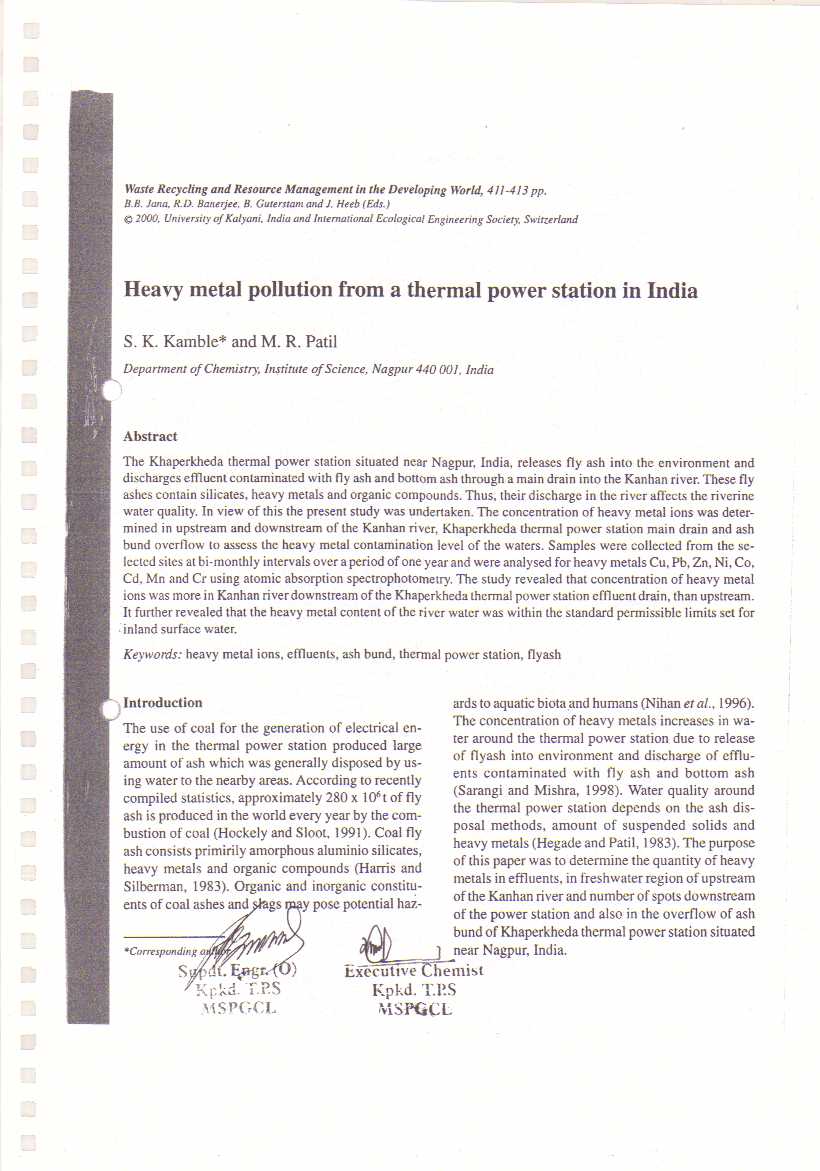 Waste Recycling and Resource Management in the Developing World, 411-413 pp.
B.B. Jana, R.D. Banerjee, B. Guterstam and J. Heeb (Eds.)
© 2000, University of Kalyani, India and International Ecological Engineering Society, Switzerland
Heavy metal pollution from a thermal power station in India
S. K. Kamble* and M. R. Patil
Department of Chemistry, Institute of Science, Nagpur 440 001, India
Abstract
The Khaperkheda thermal power station situated near Nagpur, India, releases fly ash into the environment and
discharges effluent contaminated with fly ash and bottom ash through a main drain into the Kanhan river. These fly
ashes contain silicates, heavy metals and organic compounds. Thus, their discharge in the river affects the riverine
water quality. In view of this the present study was undertaken. The concentration of heavy metal ions was deter-
mined in upstream and downstream of the Kanhan river, Khaperkheda thermal power station main drain and ash
bund overflow to assess the heavy metal contamination level of the waters. Samples were collected from the se-
lected sites at bi-monthly intervals over a period of one year and were analysed for heavy metals Cu, Pb, Zn, Ni, Co,
Cd, Mn and Cr using atomic absorption spectrophotometry. The study revealed that concentration of heavy metal
ions was more in Kanhan river downstream of the Khaperkheda thermal power station effluent drain, than upstream.
It further revealed that the heavy metal content of the river water was within the standard permissible limits set for
inland surface water.
Keywords: heavy metal ions, effluents, ash bund, thermal power station, flyash
Introduction
The use of coal for the generation of electrical en-
ergy in the thermal power station produced large
amount of ash which was generally disposed by us-
ing water to the nearby areas. According to recently
compiled statistics, approximately 280 x 10⁶ t of fly
ash is produced in the world every year by the com-
bustion of coal (Hockely and Sloot, 1991). Coal fly
ash consists primirily amorphous aluminio silicates,
heavy metals and organic compounds (Harris and
Silberman, 1983). Organic and inorganic constitu-
ents of coal ashes and slags may pose potential haz-
*Corresponding author
ards to aquatic biota and humans (Nihan et al., 1996).
The concentration of heavy metals increases in wa-
ter around the thermal power station due to release
of flyash into environment and discharge of efflu-
ents contaminated with fly ash and bottom ash
(Sarangi and Mishra, 1998). Water quality around
the thermal power station depends on the ash dis-
posal methods, amount of suspended solids and
heavy metals (Hegade and Patil, 1983). The purpose
of this paper was to determine the quantity of heavy
metals in effluents, in freshwater region of upstream
of the Kanhan river and number of spots downstream
of the power station and also in the overflow of ash
bund of Khaperkheda thermal power station situated
near Nagpur, India.
Supdt. Engr. (O)
Kpkd. T.P.S
MSPGCL
Executive Chemist
Kpkd. T.P.S
MSPGCL